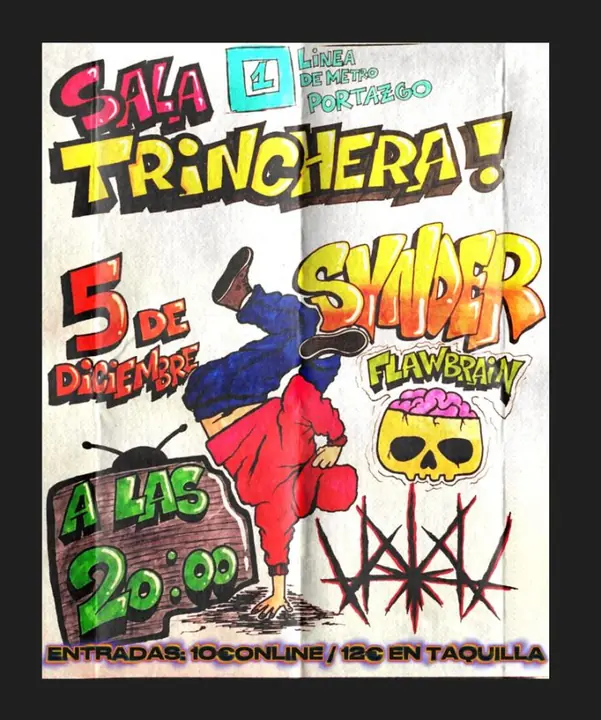 SALA
1
LiNEA
DE METRO
PORTAZGO
TRiNCHERA!
5 DE
DiCiEMBRE
SYNDER
FLAWBRAiN
A LAS
20:00
ENTRADAS: 10€ONLINE / 12€ EN TAQUILLA